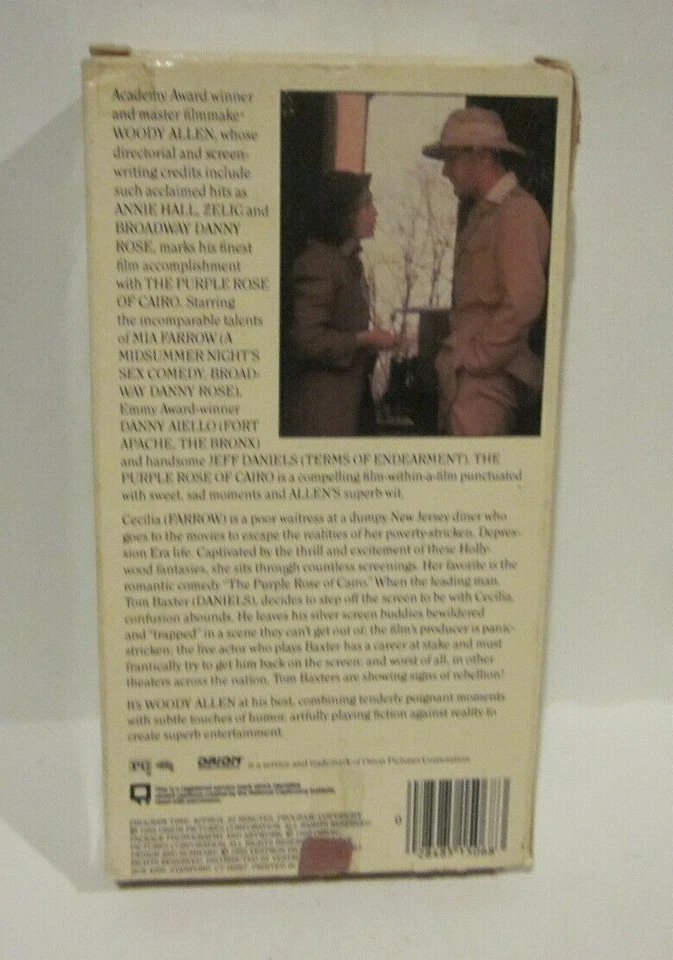 Academy Award winner
and master filmmake
WOODY ALLEN, whose
directorial and screen-
writing credits include
such acclaimed hits as
ANNIE HALL, ZELIG and
BROADWAY DANNY
ROSE, marks his finest
film accomplishment
with THE PURPLE ROSE
OF CAIRO. Starring
the incomparable talents
of MIA FARROW (A
MIDSUMMER NIGHT'S
SEX COMEDY, BROAD-
WAY DANNY ROSE),
Emmy Award-winner
DANNY AIELLO (FORT
APACHE, THE BRONX)
and handsome JEFF DANIELS (TERMS OF ENDEARMENT), THE
PURPLE ROSE OF CAIRO is a compelling film-within-a-film punctuated
with sweet, sad moments and ALLEN'S superb wit.
Cecilia (FARROW) is a poor waitress at a dumpy New Jersey diner who
goes to the movies to escape the realities of her poverty-stricken, Depres-
sion Era life. Captivated by the thrill and excitement of these Holly-
wood fantasies, she sits through countless screenings. Her favorite is the
romantic comedy "The Purple Rose of Cairo." When the leading man,
Tom Baxter (DANIELS), decides to step off the screen to be with Cecilia,
confusion abounds. He leaves his silver screen buddies bewildered
and "trapped" in a scene they can't get out of; the film's producer is panic-
stricken; the live actor who plays Baxter has a career at stake and must
frantically try to get him back on the screen; and worst of all, in other
theaters across the nation, Tom Baxters are showing signs of rebellion!
It's WOODY ALLEN at his best, combining tenderly poignant moments
with subtle touches of humor, artfully playing fiction against reality to
create superb entertainment.
PG ORION is a service and trademark of Orion Pictures Corporation
0